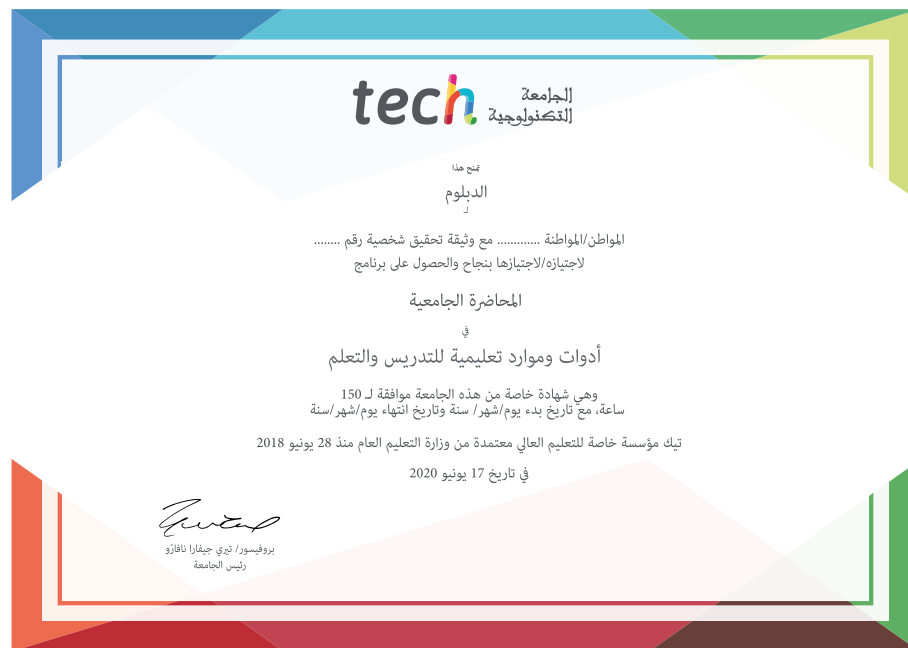 tech الجامعة
التكنولوجية
تمنح هذا
الدبلوم
لـ
المواطن/المواطنة ............. مع وثيقة تحقيق شخصية رقم ........
لاجتيازه/لاجتيازها بنجاح والحصول على برنامج
المحاضرة الجامعية
في
أدوات وموارد تعليمية للتدريس والتعلم
وهي شهادة خاصة من هذه الجامعة موافقة لـ 150
ساعة، مع تاريخ بدء يوم/شهر/ سنة وتاريخ انتهاء يوم/شهر/سنة
تيك مؤسسة خاصة للتعليم العالي معتمدة من وزارة التعليم العام منذ 28 يونيو 2018
في تاريخ 17 يونيو 2020
بروفيسور/ تيري جيفارا نافارّو
رئيس الجامعة